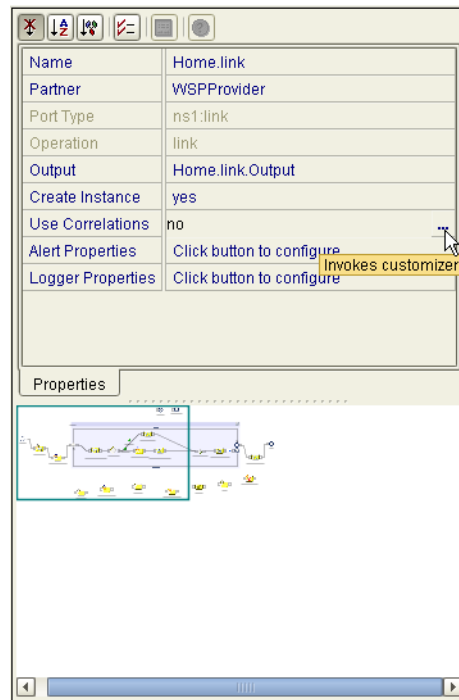 Name Home.link
Partner WSPProvider
Port Type ns1:link
Operation link
Output Home.link.Output
Create Instance yes
Use Correlations no ...
Alert Properties Click button to configure
Invokes customizer
Logger Properties Click button to configure
Properties